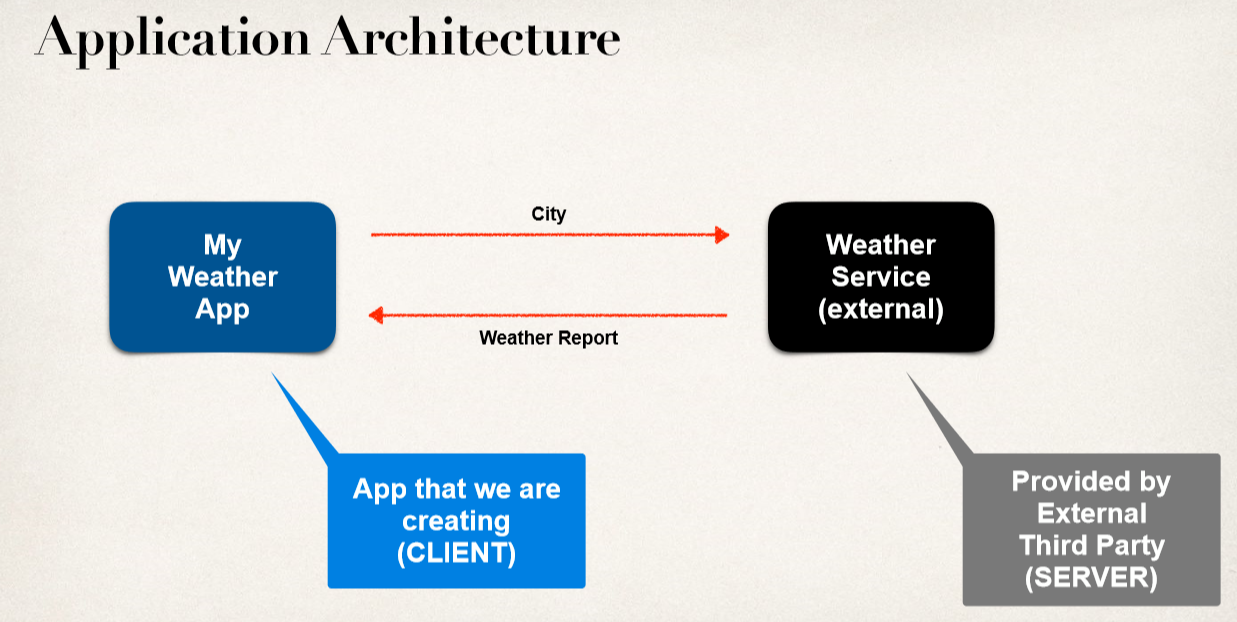 Application Architecture
My
Weather
App
City
Weather Report
Weather
Service
(external)
App that we are
creating
(CLIENT)
Provided by
External
Third Party
(SERVER)